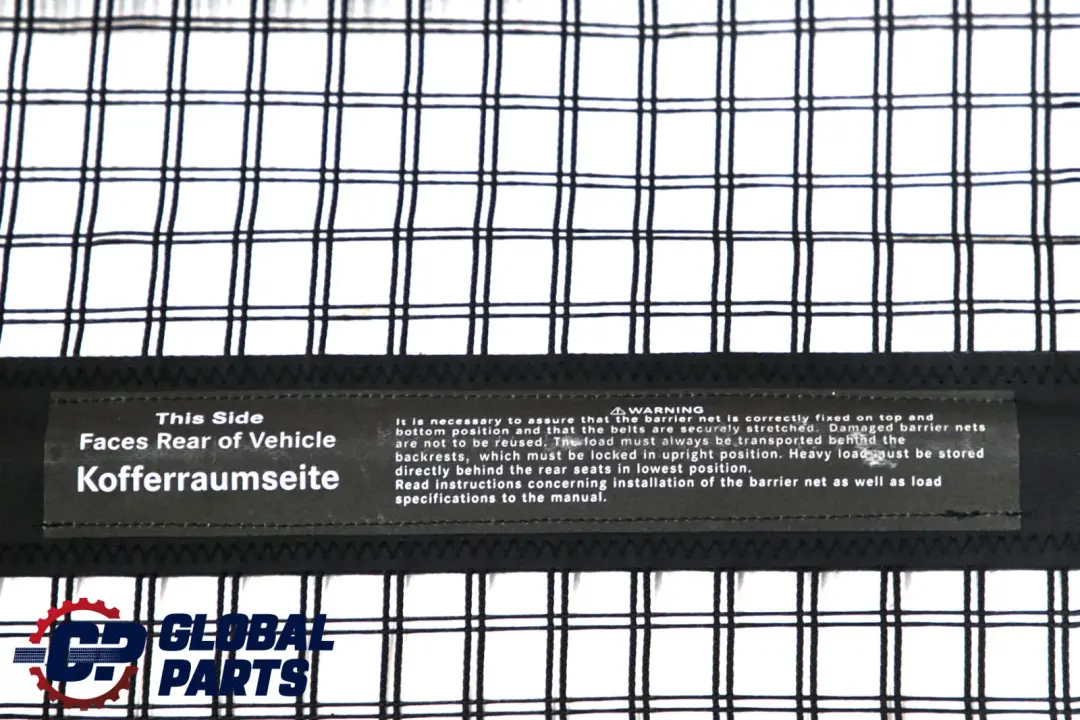 This Side
Faces Rear of Vehicle
Kofferraumseite
⚠WARNING
It is necessary to assure that the barrier net is correctly fixed on top and
bottom position and that the belts are securely stretched. Damaged barrier nets
are not to be reused. The load must always be transported behind the
backrests, which must be locked in upright position. Heavy load must be stored
directly behind the rear seats in lowest position.
Read instructions concerning installation of the barrier net as well as load
specifications to the manual.
GP
GLOBAL
PARTS